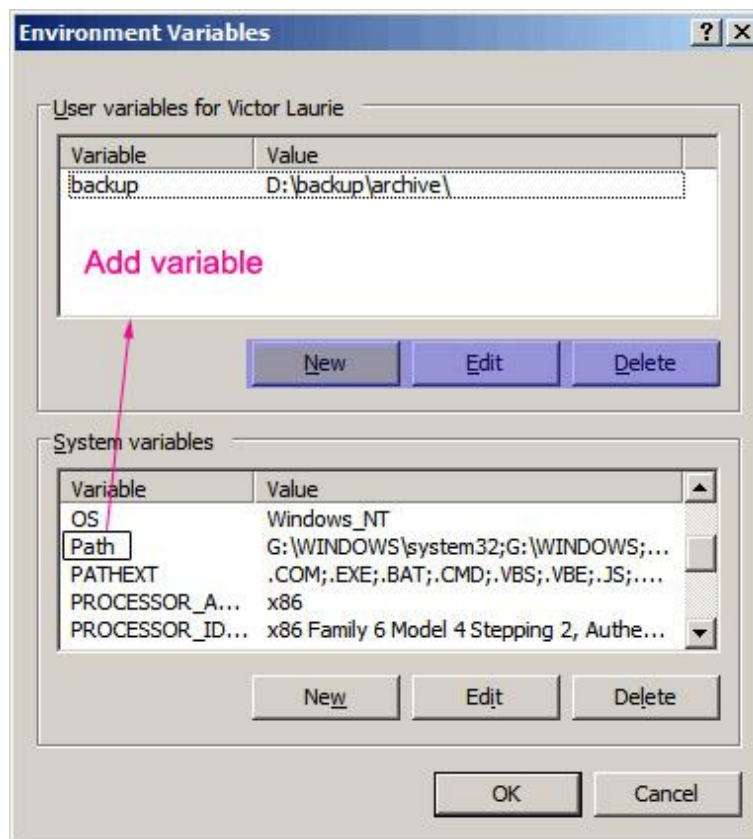 Environment Variables
User variables for Victor Laurie
Variable Value
backup D:\backup\archive\
Add variable
New Edit Delete
System variables
Variable Value
OS Windows_NT
Path G:\WINDOWS\system32;G:\WINDOWS;...
PATHEXT .COM;.EXE;.BAT;.CMD;.VBS;.VBE;.JS;....
PROCESSOR_A... x86
PROCESSOR_ID... x86 Family 6 Model 4 Stepping 2, Authe...
New Edit Delete
OK Cancel